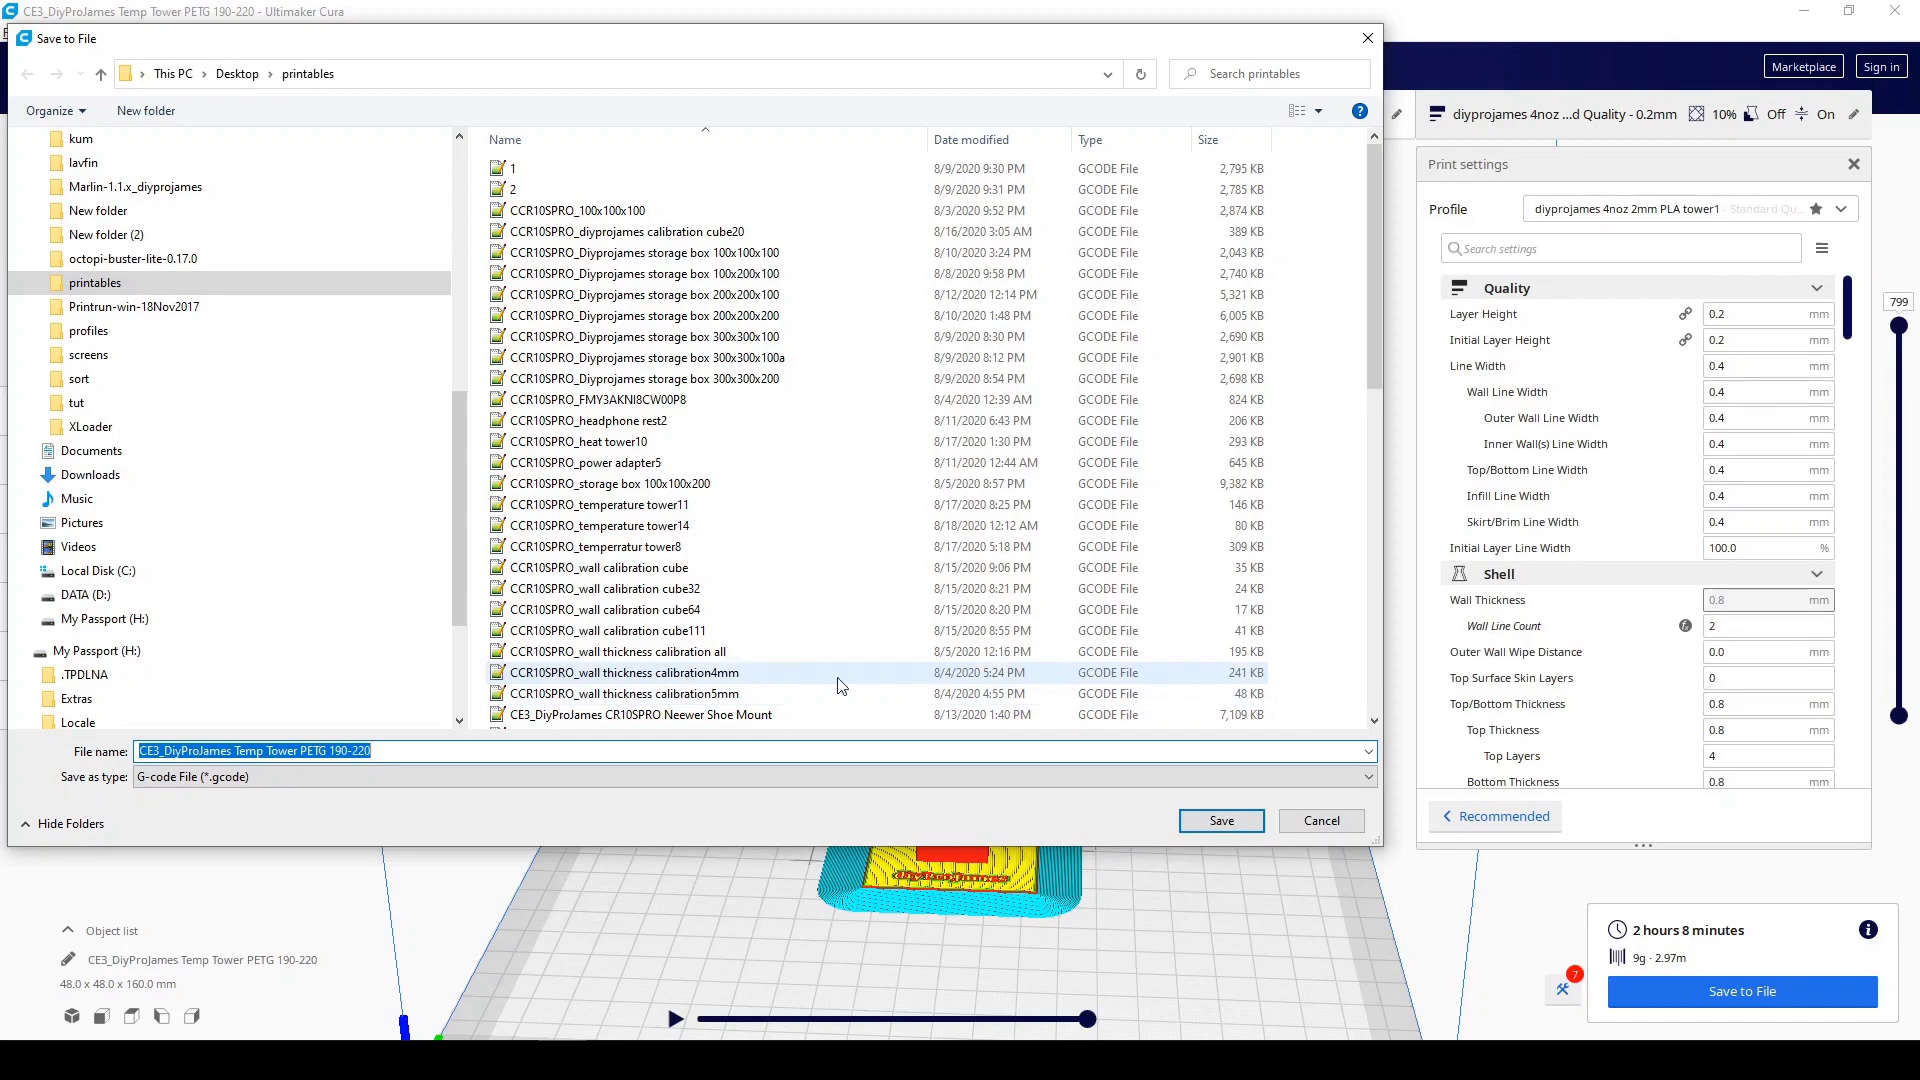 CE3_DiyProJames Temp Tower PETG 190-220 - Ultimaker Cura
Save to File
This PC > Desktop > printables
Search printables
Organize
New folder
kum
lavfin
Marlin-1.1.x_diyprojames
New folder
New folder (2)
octopi-buster-lite-0.17.0
printables
Printrun-win-18Nov2017
profiles
screens
sort
tut
XLoader
Documents
Downloads
Music
Pictures
Videos
Local Disk (C:)
DATA (D:)
My Passport (H:)
My Passport (H:)
.TPDLNA
Extras
Locale
Name Date modified Type Size
1 8/9/2020 9:30 PM GCODE File 2,795 KB
2 8/9/2020 9:31 PM GCODE File 2,785 KB
CCR10SPRO_100x100x100 8/3/2020 9:52 PM GCODE File 2,874 KB
CCR10SPRO_diyprojames calibration cube20 8/16/2020 3:05 AM GCODE File 389 KB
CCR10SPRO_Diyprojames storage box 100x100x100 8/10/2020 3:24 PM GCODE File 2,043 KB
CCR10SPRO_Diyprojames storage box 100x200x100 8/8/2020 9:58 PM GCODE File 2,740 KB
CCR10SPRO_Diyprojames storage box 200x200x100 8/12/2020 12:14 PM GCODE File 5,321 KB
CCR10SPRO_Diyprojames storage box 200x200x200 8/10/2020 1:48 PM GCODE File 6,005 KB
CCR10SPRO_Diyprojames storage box 300x300x100 8/9/2020 8:30 PM GCODE File 2,690 KB
CCR10SPRO_Diyprojames storage box 300x300x100a 8/9/2020 8:12 PM GCODE File 2,901 KB
CCR10SPRO_Diyprojames storage box 300x300x200 8/9/2020 8:54 PM GCODE File 2,698 KB
CCR10SPRO_FMY3AKNI8CW00P8 8/4/2020 12:39 AM GCODE File 824 KB
CCR10SPRO_headphone rest2 8/11/2020 6:43 PM GCODE File 206 KB
CCR10SPRO_heat tower10 8/17/2020 1:30 PM GCODE File 293 KB
CCR10SPRO_power adapter5 8/11/2020 12:44 AM GCODE File 645 KB
CCR10SPRO_storage box 100x100x200 8/5/2020 8:57 PM GCODE File 9,382 KB
CCR10SPRO_temperature tower11 8/17/2020 8:25 PM GCODE File 146 KB
CCR10SPRO_temperature tower14 8/18/2020 12:12 AM GCODE File 80 KB
CCR10SPRO_temperratur tower8 8/17/2020 5:18 PM GCODE File 309 KB
CCR10SPRO_wall calibration cube 8/15/2020 9:06 PM GCODE File 35 KB
CCR10SPRO_wall calibration cube32 8/15/2020 8:21 PM GCODE File 24 KB
CCR10SPRO_wall calibration cube64 8/15/2020 8:20 PM GCODE File 17 KB
CCR10SPRO_wall calibration cube111 8/15/2020 8:55 PM GCODE File 41 KB
CCR10SPRO_wall thickness calibration all 8/5/2020 12:16 PM GCODE File 195 KB
CCR10SPRO_wall thickness calibration4mm 8/4/2020 5:24 PM GCODE File 241 KB
CCR10SPRO_wall thickness calibration5mm 8/4/2020 4:55 PM GCODE File 48 KB
CE3_DiyProJames CR10SPRO Neewer Shoe Mount 8/13/2020 1:40 PM GCODE File 7,109 KB
File name: CE3_DiyProJames Temp Tower PETG 190-220
Save as type: G-code File (*.gcode)
Hide Folders
Save
Cancel
Marketplace
Sign in
diyprojames 4noz ...d Quality - 0.2mm 10% Off On
Print settings
Profile diyprojames 4noz 2mm PLA tower1 - Standard Qu...
Search settings
Quality
Layer Height 0.2 mm
Initial Layer Height 0.2 mm
Line Width 0.4 mm
Wall Line Width 0.4 mm
Outer Wall Line Width 0.4 mm
Inner Wall(s) Line Width 0.4 mm
Top/Bottom Line Width 0.4 mm
Infill Line Width 0.4 mm
Skirt/Brim Line Width 0.4 mm
Initial Layer Line Width 100.0 %
Shell
Wall Thickness 0.8 mm
Wall Line Count 2
Outer Wall Wipe Distance 0.0 mm
Top Surface Skin Layers 0
Top/Bottom Thickness 0.8 mm
Top Thickness 0.8 mm
Top Layers 4
Bottom Thickness 0.8 mm
Recommended
799
Object list
CE3_DiyProJames Temp Tower PETG 190-220
48.0 x 48.0 x 160.0 mm
2 hours 8 minutes
9g · 2.97m
7
Save to File